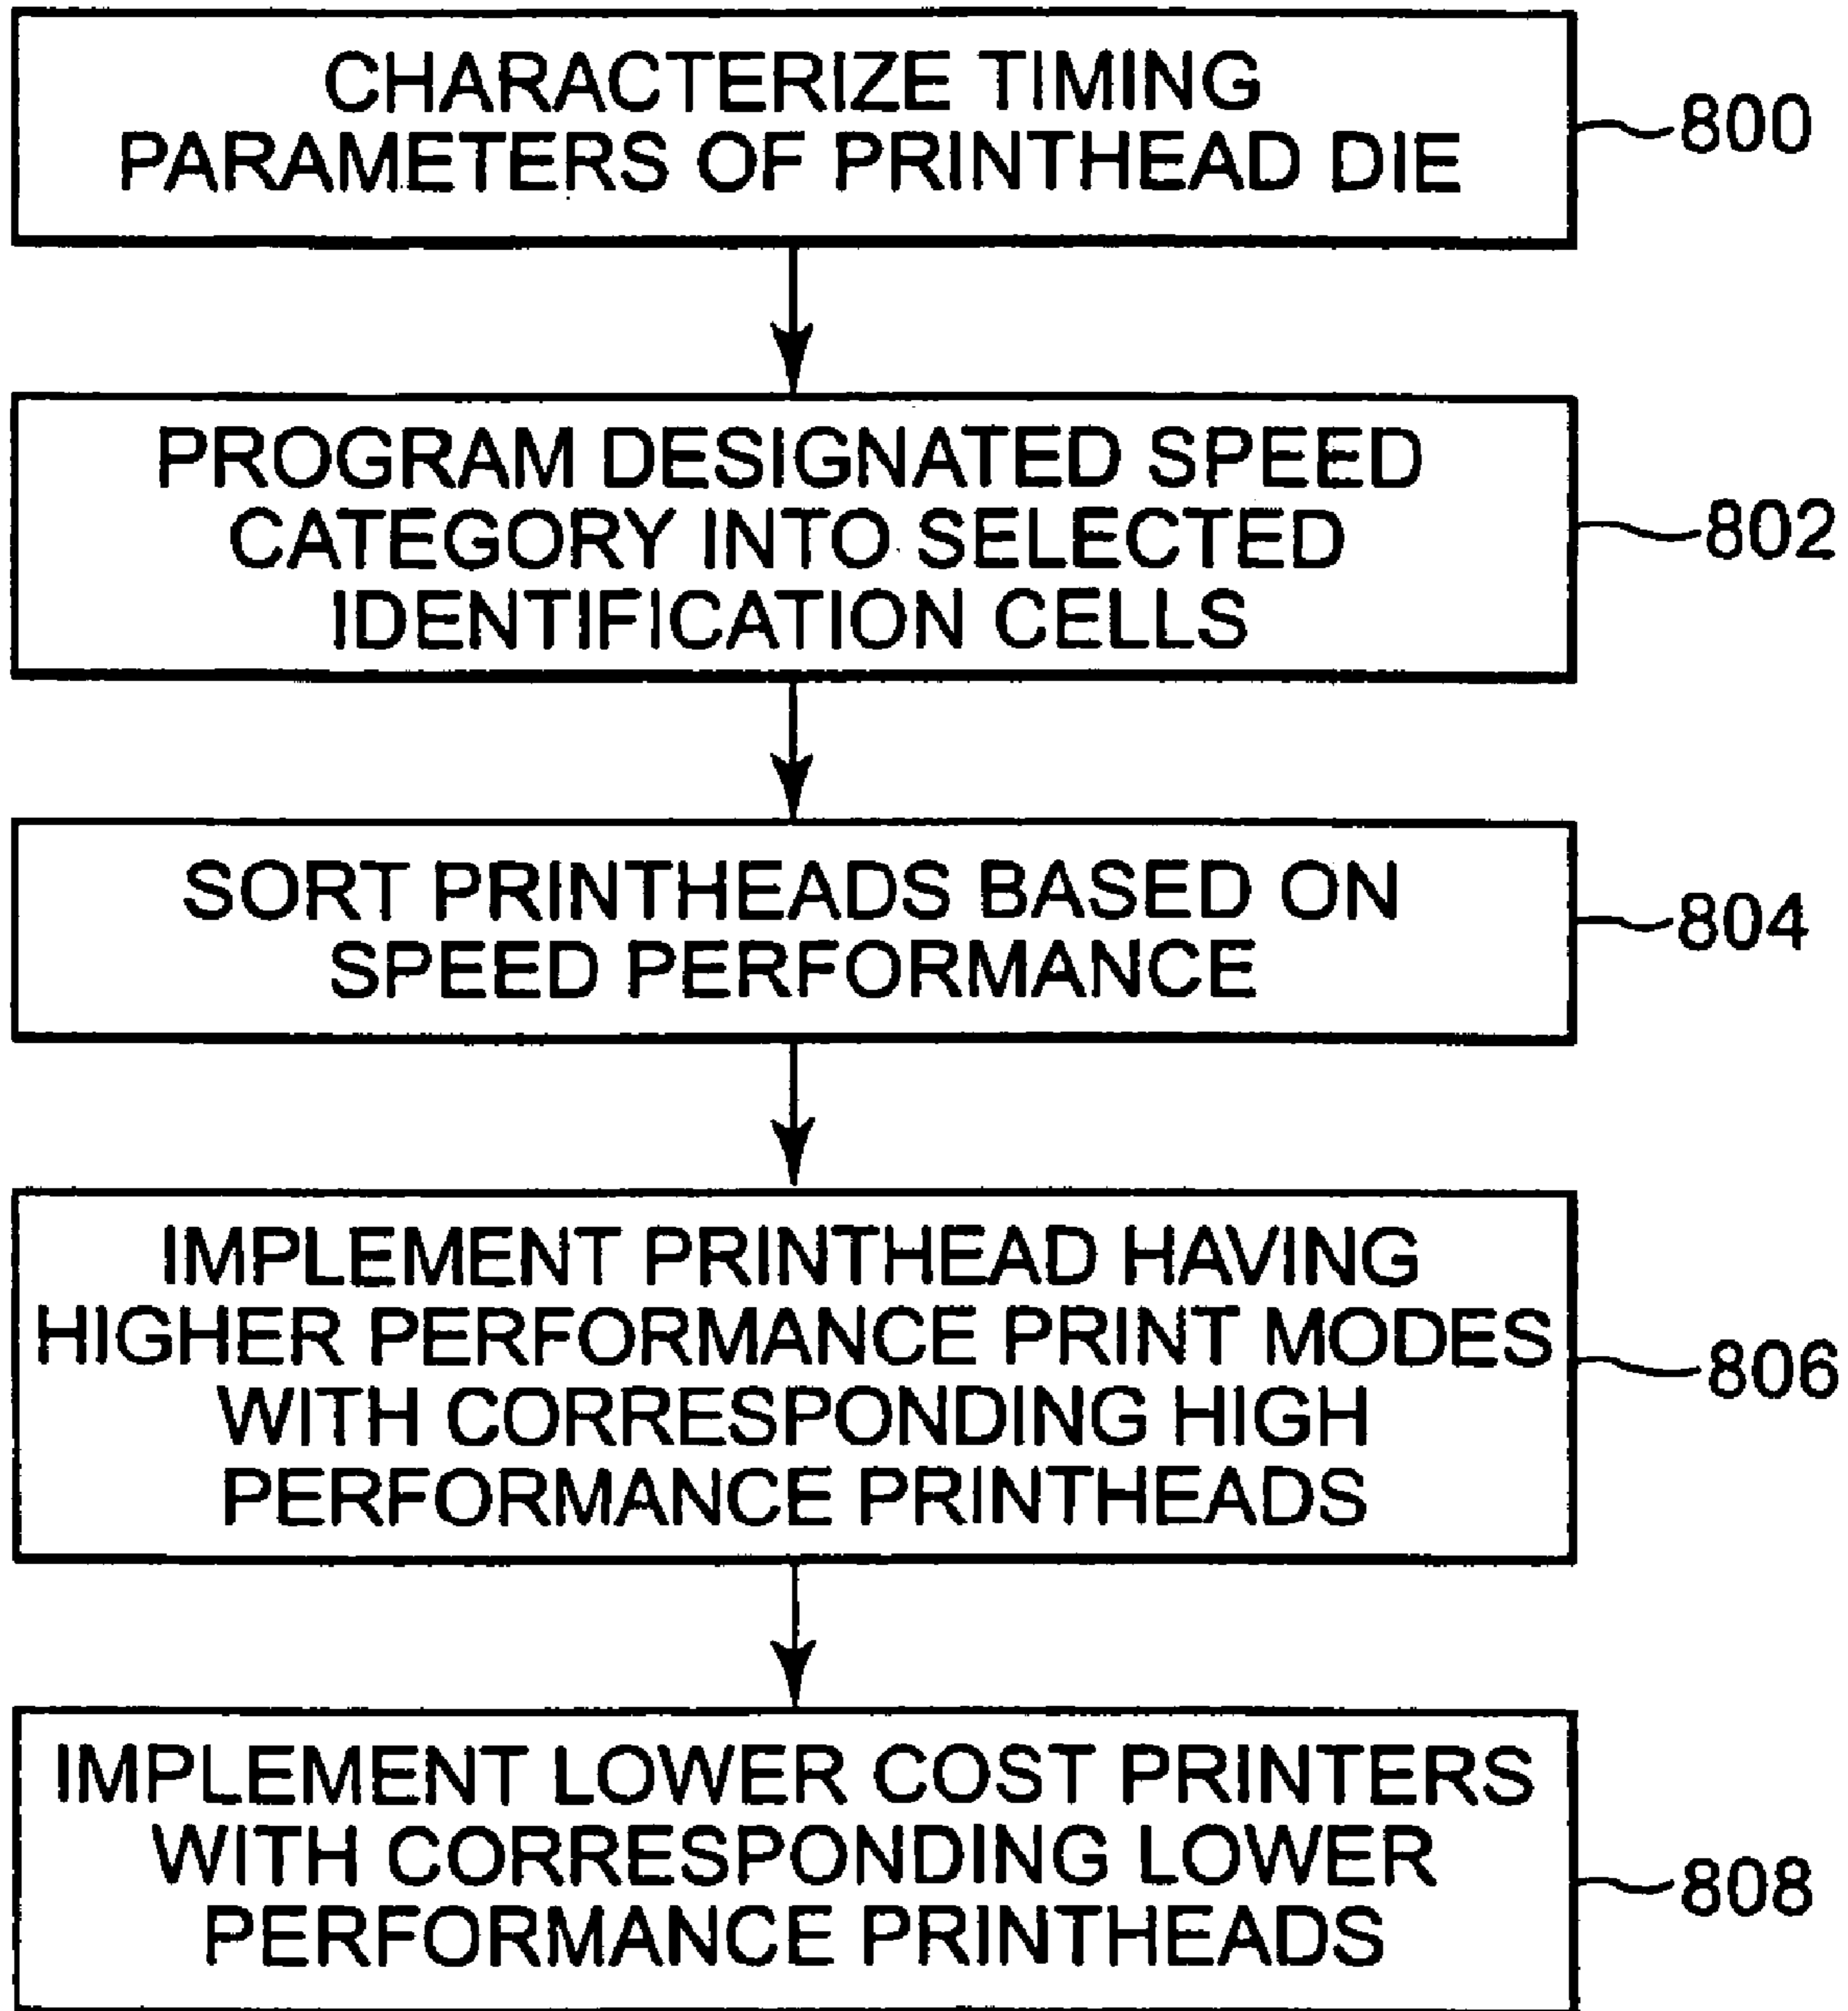 CHARACTERIZE TIMING
PARAMETERS OF PRINTHEAD DIE
800
PROGRAM DESIGNATED SPEED
CATEGORY INTO SELECTED
IDENTIFICATION CELLS
802
SORT PRINTHEADS BASED ON
SPEED PERFORMANCE
804
IMPLEMENT PRINTHEAD HAVING
HIGHER PERFORMANCE PRINT MODES
WITH CORRESPONDING HIGH
PERFORMANCE PRINTHEADS
806
IMPLEMENT LOWER COST PRINTERS
WITH CORRESPONDING LOWER
PERFORMANCE PRINTHEADS
808